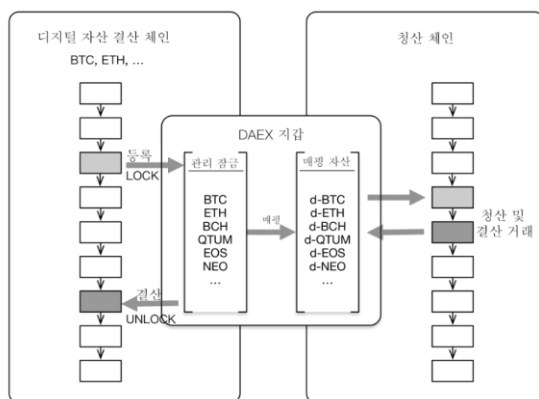 디지털 자산 결산 체인
BTC, ETH, ...
등록
LOCK
결산
UNLOCK
DAEX 지갑
관리 잠금
BTC
ETH
BCH
QTUM
EOS
NEO
...
매핑
매핑 자산
d-BTC
d-ETH
d-BCH
d-QTUM
d-EOS
d-NEO
...
청산 체인
청산 및
결산 거래